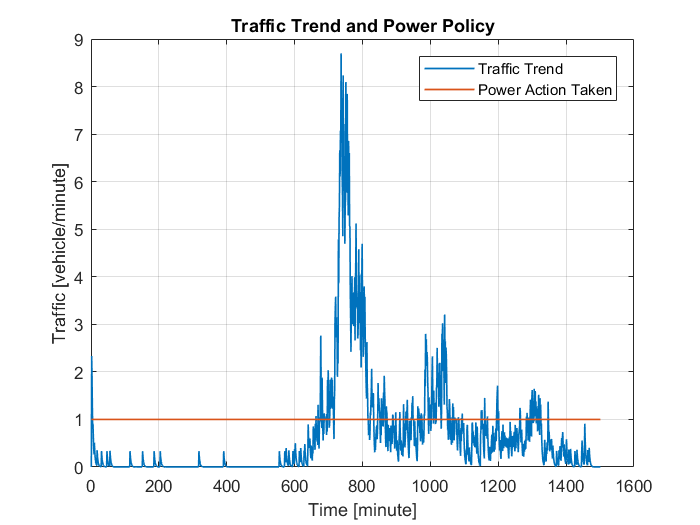 Traffic Trend and Power Policy
Traffic Trend
Power Action Taken
Traffic [vehicle/minute]
9
8
7
6
5
4
3
2
1
0
0 200 400 600 800 1000 1200 1400 1600
Time [minute]